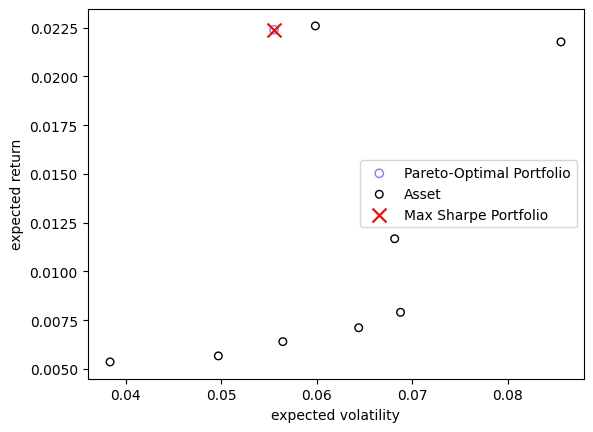 0.0225
0.0200
0.0175
0.0150
0.0125
0.0100
0.0075
0.0050
expected return
Pareto-Optimal Portfolio
Asset
Max Sharpe Portfolio
0.04 0.05 0.06 0.07 0.08
expected volatility